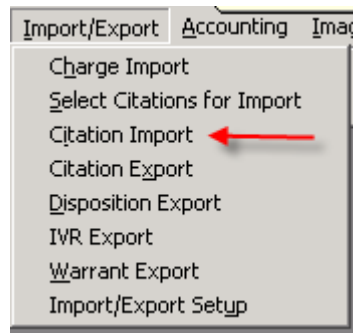 Import/Export Accounting
Charge Import
Select Citations for Import
Citation Import
Citation Export
Disposition Export
IVR Export
Warrant Export
Import/Export Setup